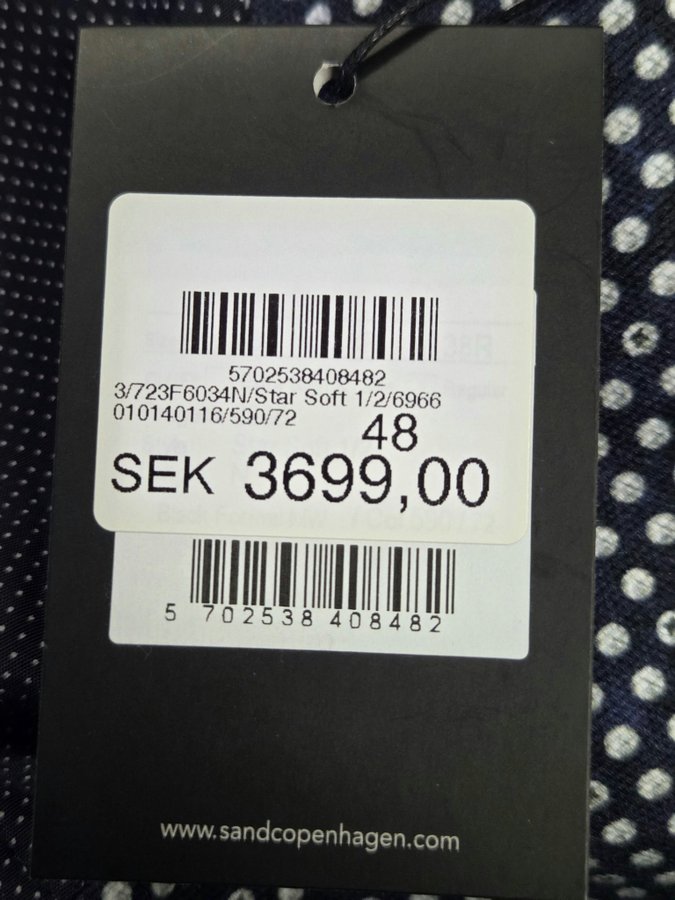 5702538408482
3/723F6034N/Star Soft 1/2/6966
010140116/590/72
48
SEK 3699,00
5 702538 408482
www.sandcopenhagen.com